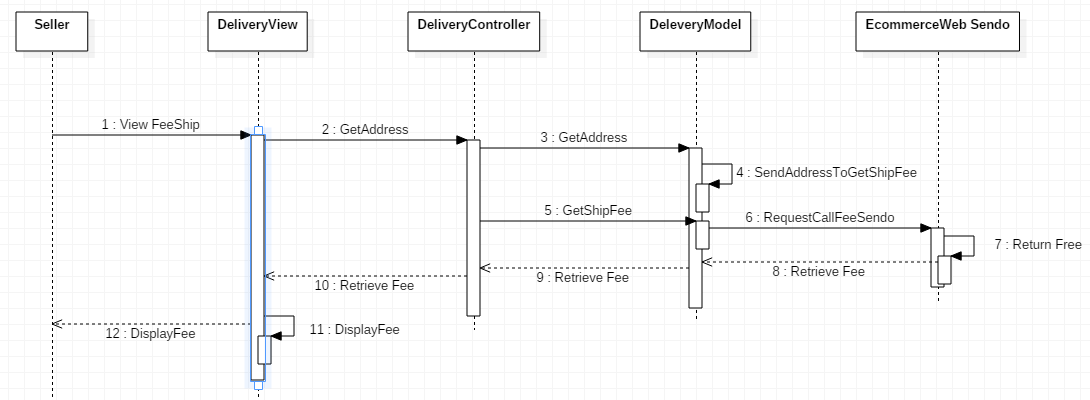 Seller
DeliveryView
DeliveryController
DeleveryModel
EcommerceWeb Sendo
1 : View FeeShip
2 : GetAddress
3 : GetAddress
4 : SendAddressToGetShipFee
5 : GetShipFee
6 : RequestCallFeeSendo
7 : Return Free
8 : Retrieve Fee
9 : Retrieve Fee
10 : Retrieve Fee
11 : DisplayFee
12 : DisplayFee